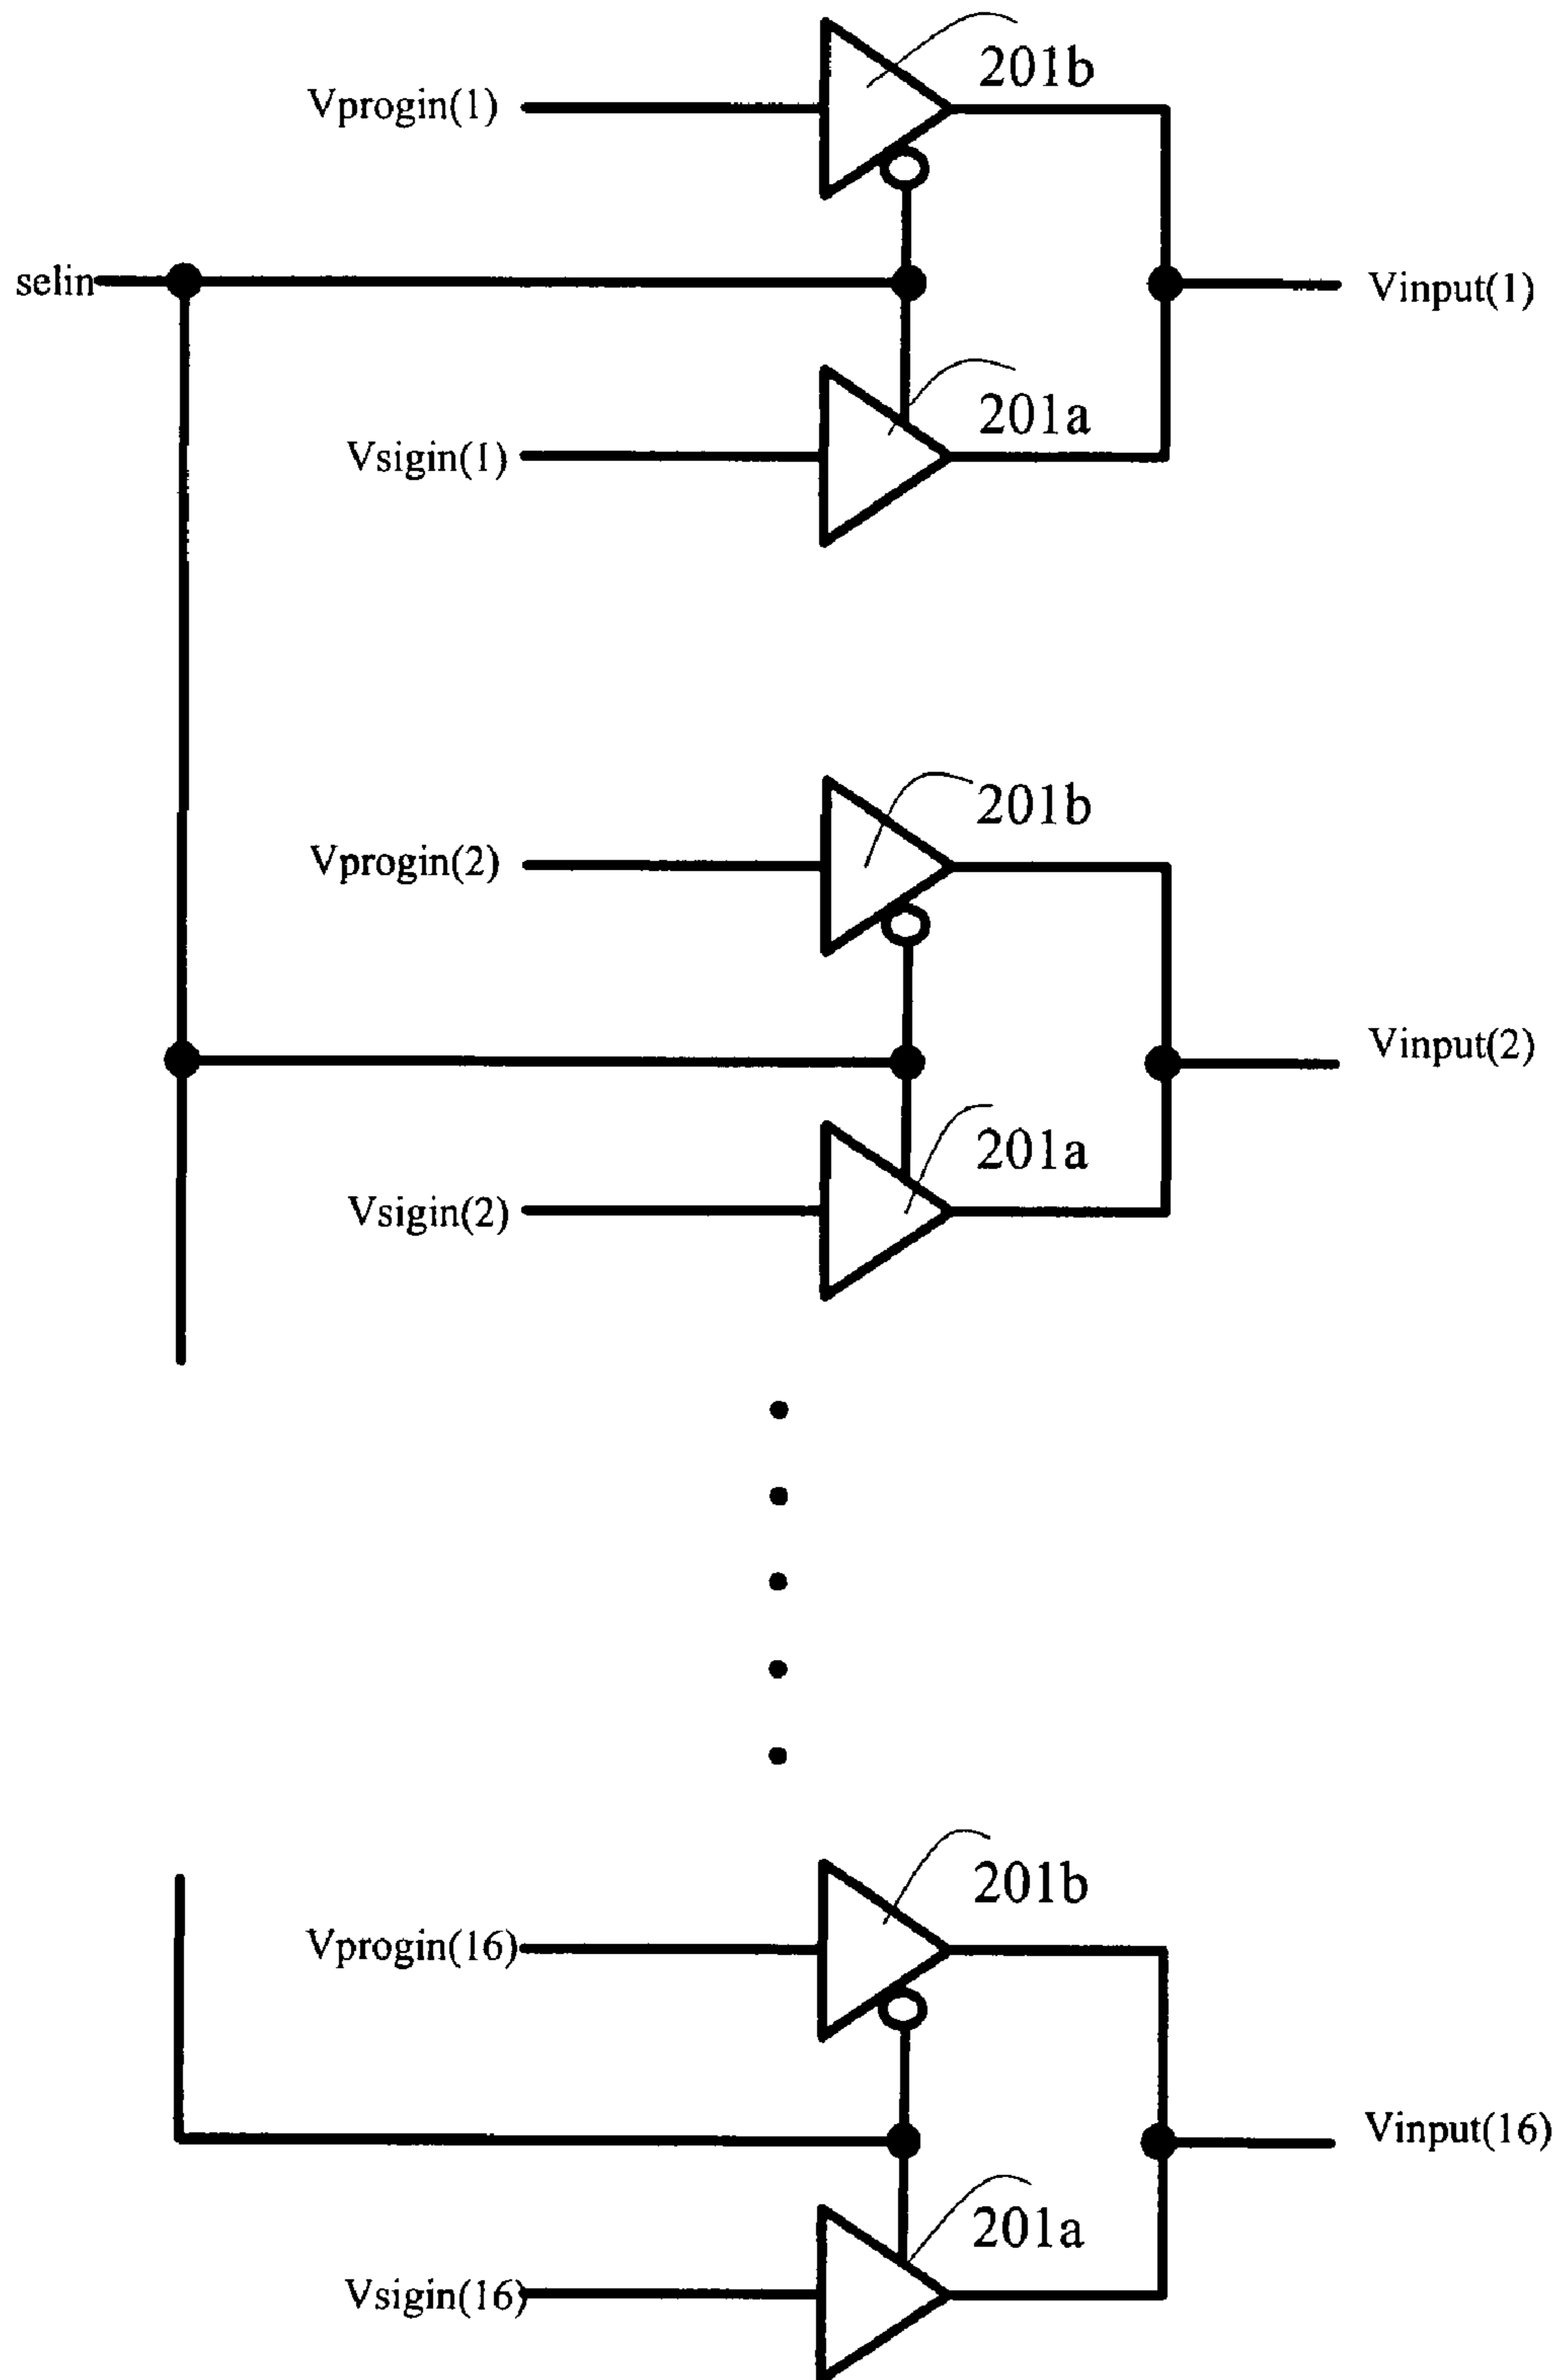 201b
Vprogin(1)
selin
Vinput(1)
201a
Vsigin(1)
201b
Vprogin(2)
Vinput(2)
201a
Vsigin(2)
201b
Vprogin(16)
Vinput(16)
201a
Vsigin(16)